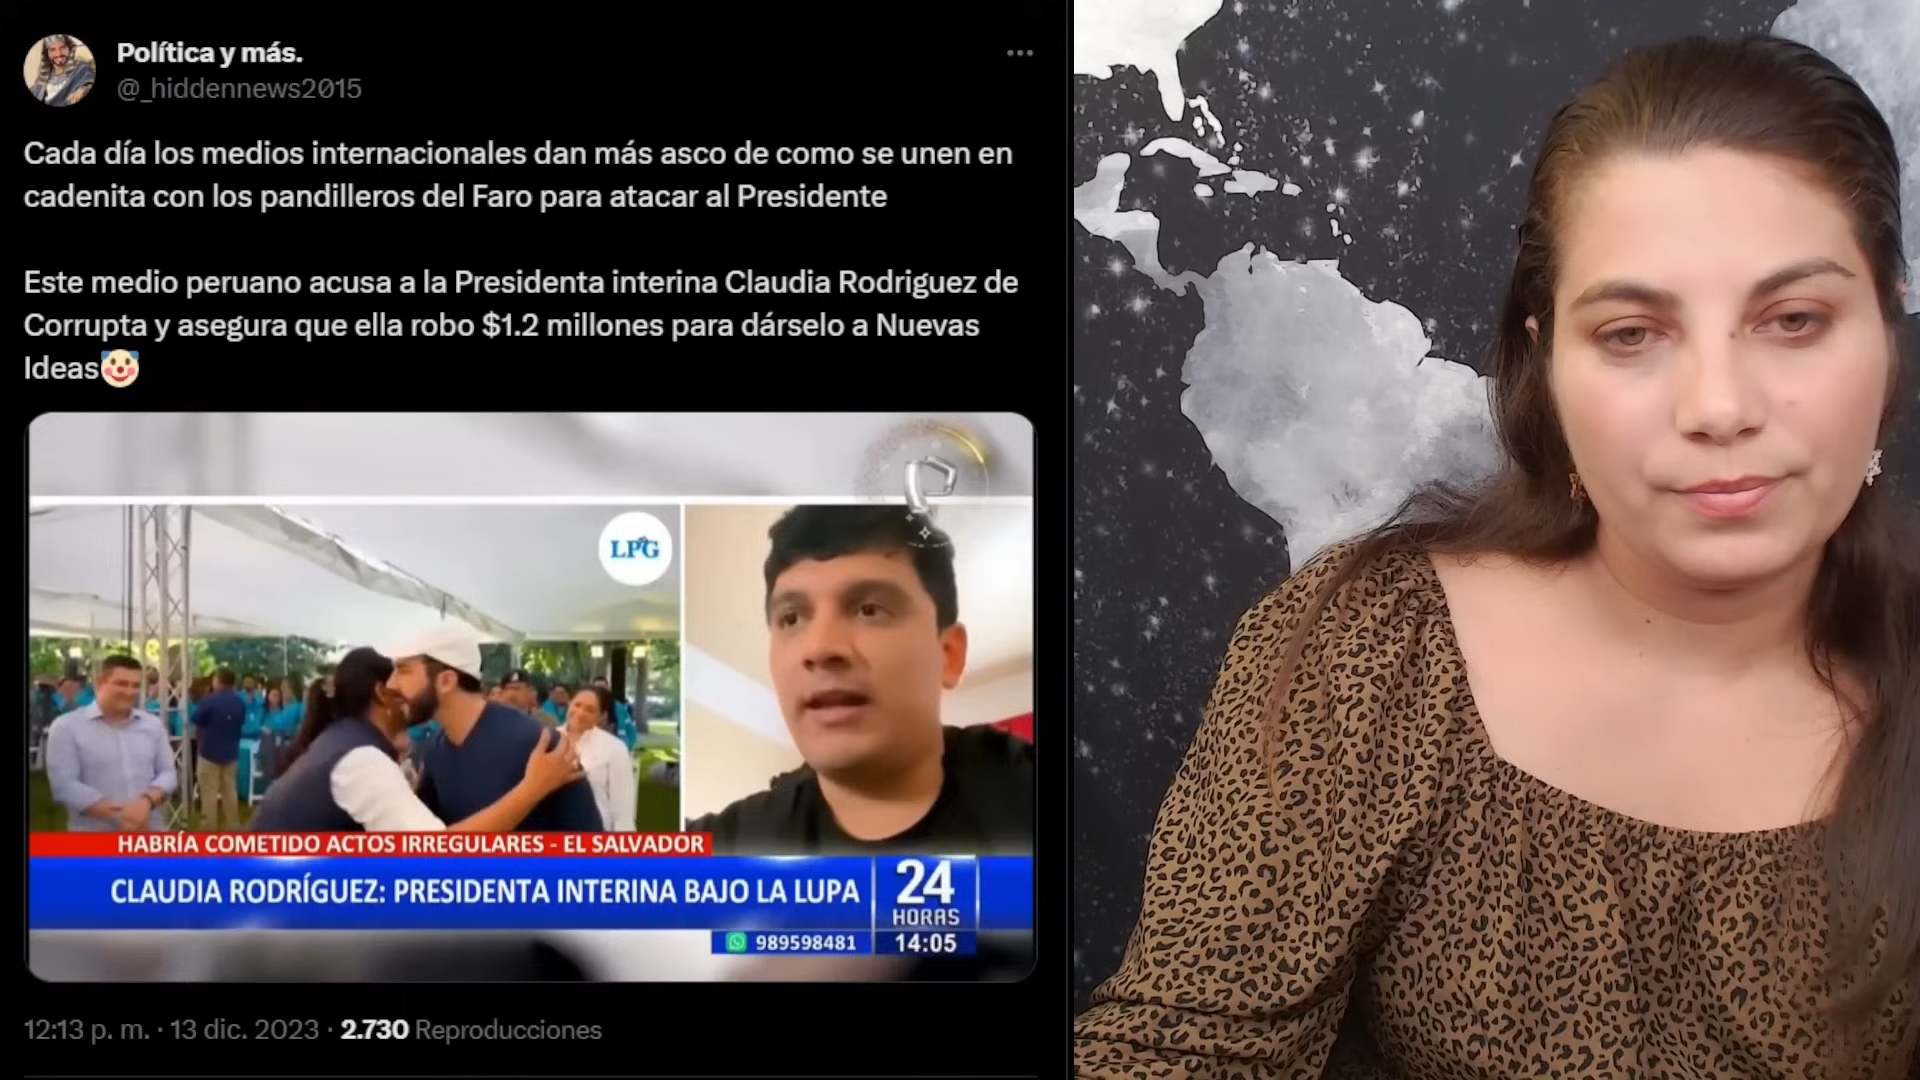 Política y más.
@_hiddennews2015
Cada día los medios internacionales dan más asco de como se unen en
cadenita con los pandilleros del Faro para atacar al Presidente
Este medio peruano acusa a la Presidenta interina Claudia Rodriguez de
Corrupta y asegura que ella robo $1.2 millones para dárselo a Nuevas
Ideas🤡
LPG
HABRÍA COMETIDO ACTOS IRREGULARES - EL SALVADOR
CLAUDIA RODRÍGUEZ: PRESIDENTA INTERINA BAJO LA LUPA
24
HORAS
989598481
14:05
12:13 p. m. · 13 dic. 2023 · 2.730 Reproducciones